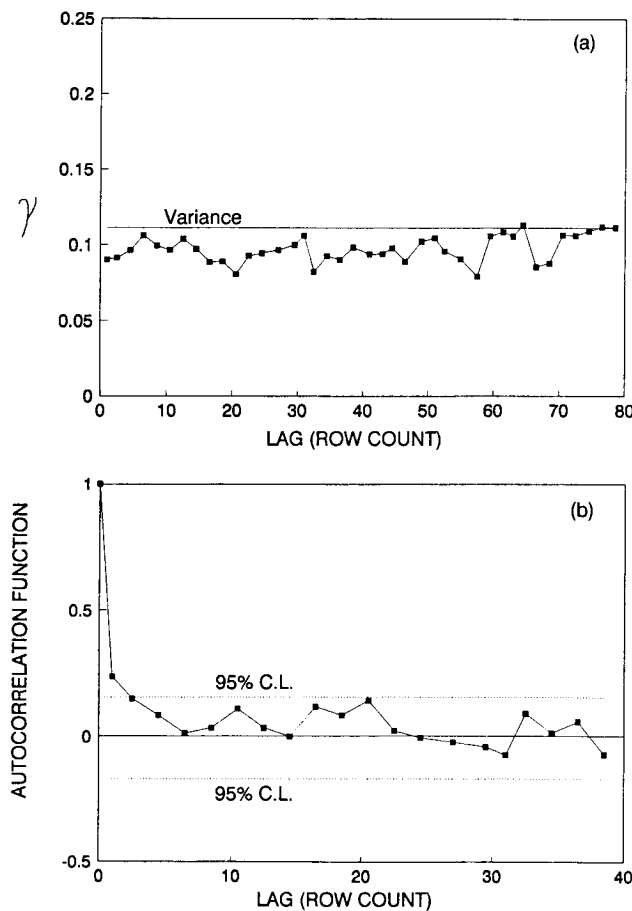 (a)
0.25
0.2
0.15
0.1
0.05
0
γ
Variance
0 10 20 30 40 50 60 70 80
LAG (ROW COUNT)
(b)
1
0.5
0
-0.5
AUTOCORRELATION FUNCTION
95% C.L.
95% C.L.
0 10 20 30 40
LAG (ROW COUNT)